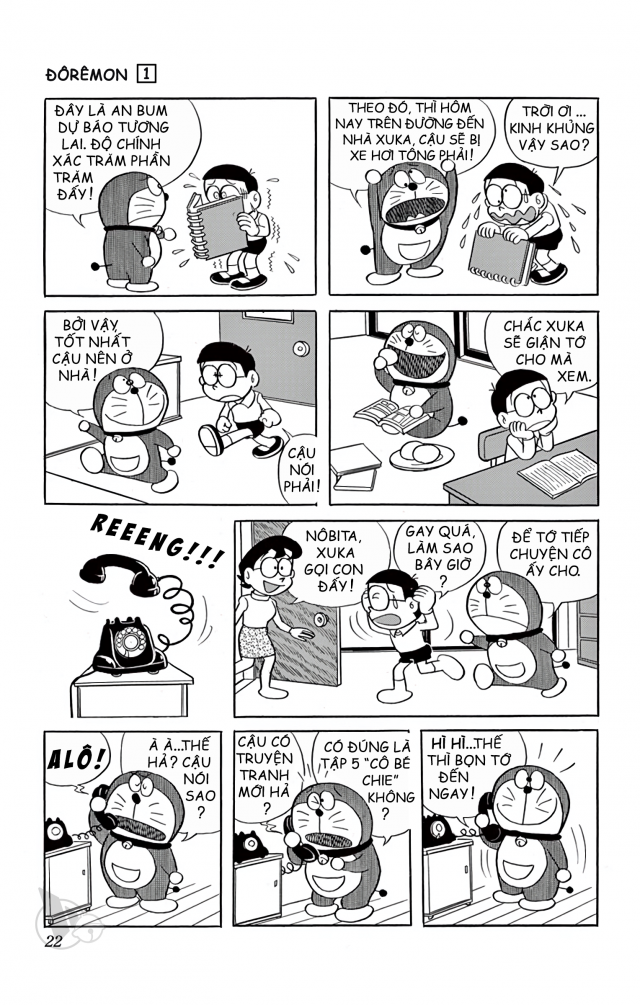 ĐÔRÊMON 1
ĐÂY LÀ AN BUM
DỰ BÁO TƯƠNG
LAI. ĐỘ CHÍNH
XÁC TRĂM PHẦN
TRĂM
ĐẤY!
THEO ĐÓ, THÌ HÔM
NAY TRÊN ĐƯỜNG ĐẾN
NHÀ XUKA, CẬU SẼ BỊ
XE HƠI TÔNG PHẢI!
TRỜI ƠI ...
KINH KHỦNG
VẬY SAO?
BỞI VẬY,
TỐT NHẤT
CẬU NÊN Ở
NHÀ!
CẬU
NÓI
PHẢI!
CHẮC XUKA
SẼ GIẬN TỚ
CHO MÀ
XEM.
REEENG!!!
NÔBITA,
XUKA
GỌI CON
ĐẤY!
GAY QUÁ,
LÀM SAO
BÂY GIỜ
?
ĐỂ TỚ TIẾP
CHUYỆN CÔ
ẤY CHO.
ALÔ!
À À...THẾ
HẢ? CẬU
NÓI
SAO
?
CẬU CÓ
TRUYỆN
TRANH
MỚI HẢ
?
CÓ ĐÚNG LÀ
TẬP 5 "CÔ BÉ
CHIE"
KHÔNG
?
HÌ HÌ...THẾ
THÌ BỌN TỚ
ĐẾN
NGAY!
22